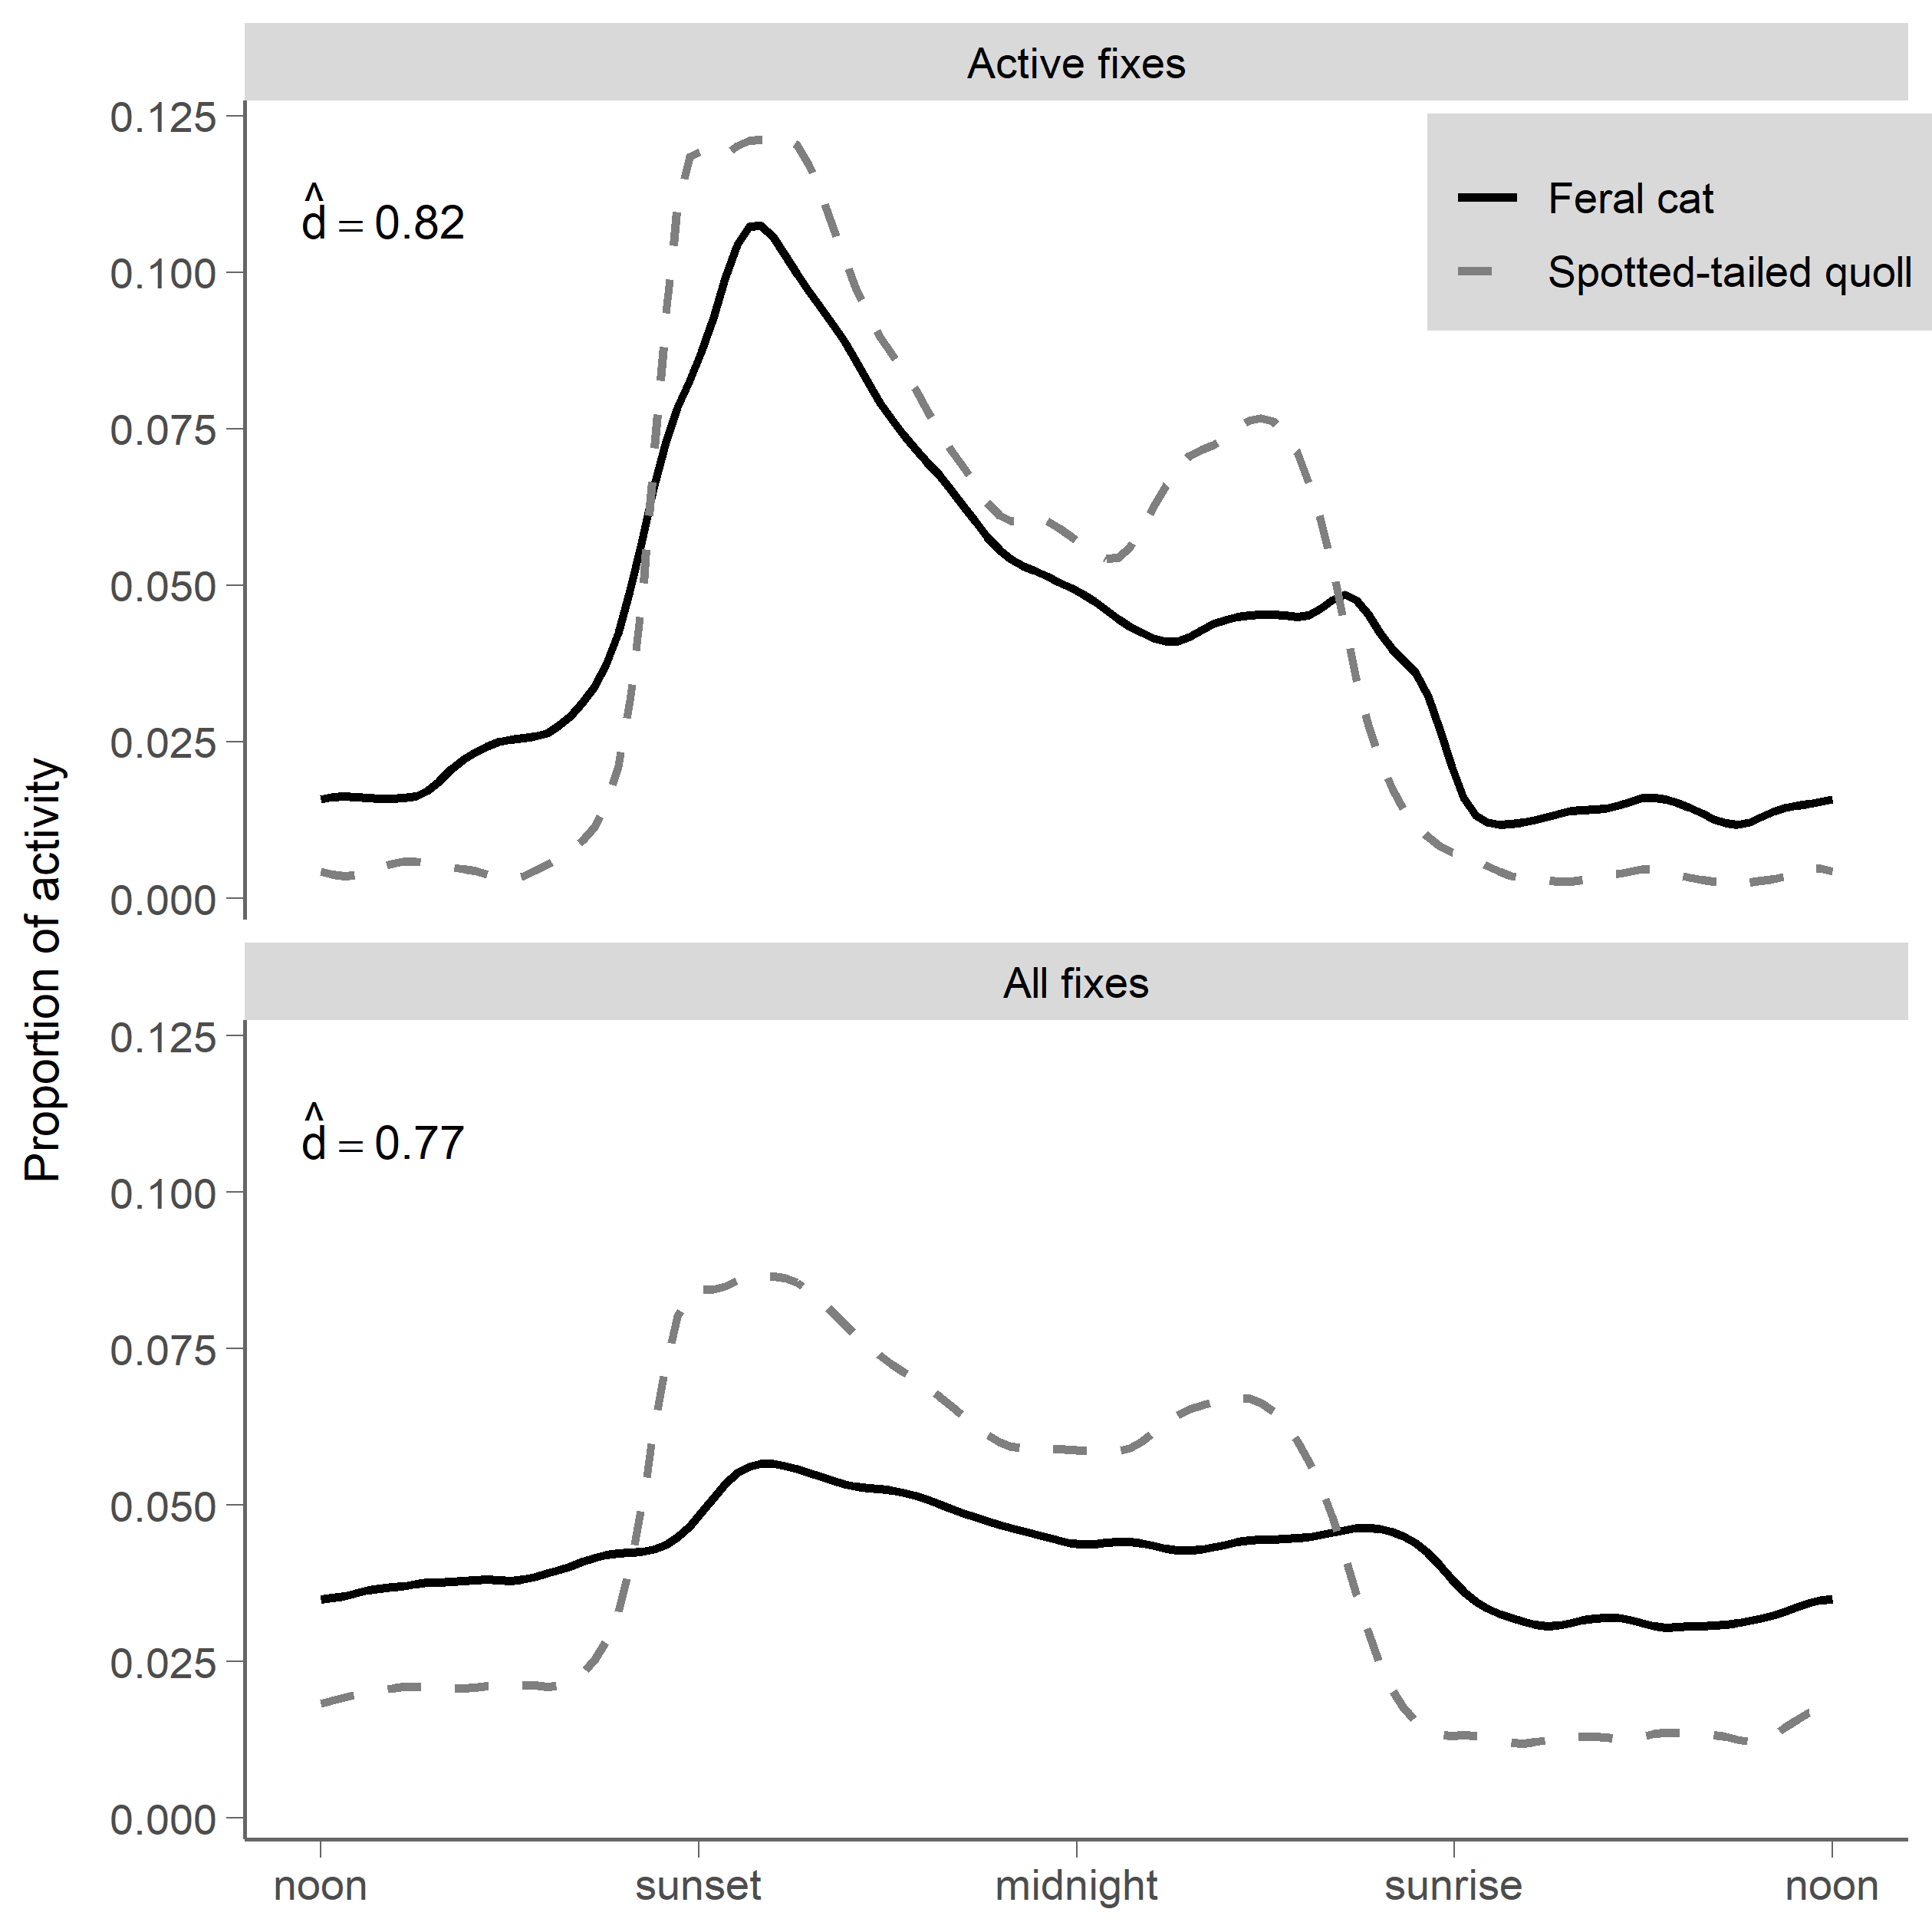 Active fixes
0.125
0.100
0.075
0.050
0.025
0.000
d̂ = 0.82
Feral cat
Spotted-tailed quoll
Proportion of activity
All fixes
0.125
0.100
0.075
0.050
0.025
0.000
d̂ = 0.77
noon sunset midnight sunrise noon